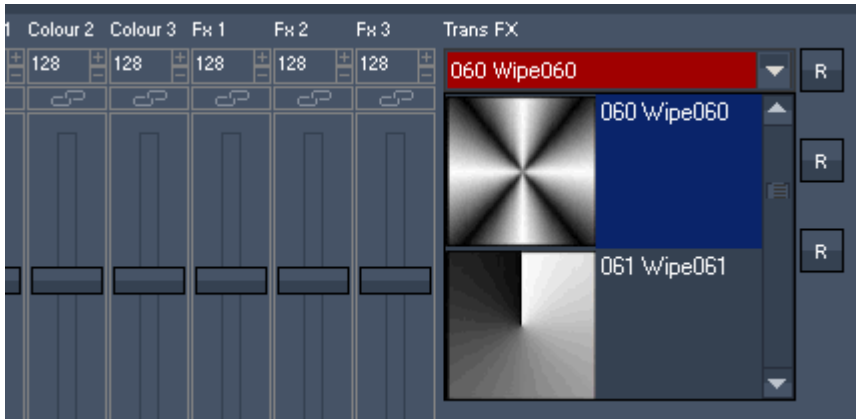 1 Colour 2 Colour 3 Fx 1 Fx 2 Fx 3 Trans FX
128 128 128 128 128
060 Wipe060 R
060 Wipe060
R
061 Wipe061 R